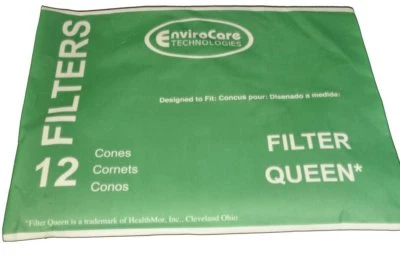 EnviroCare
TECHNOLOGIES
Designed to Fit: Concus pour: Disenado a medide:
FILTERS
12
Cones
Cornets
Conos
FILTER
QUEEN*
*Filter Queen is a trademark of HealthMor, Inc., Cleveland Ohio